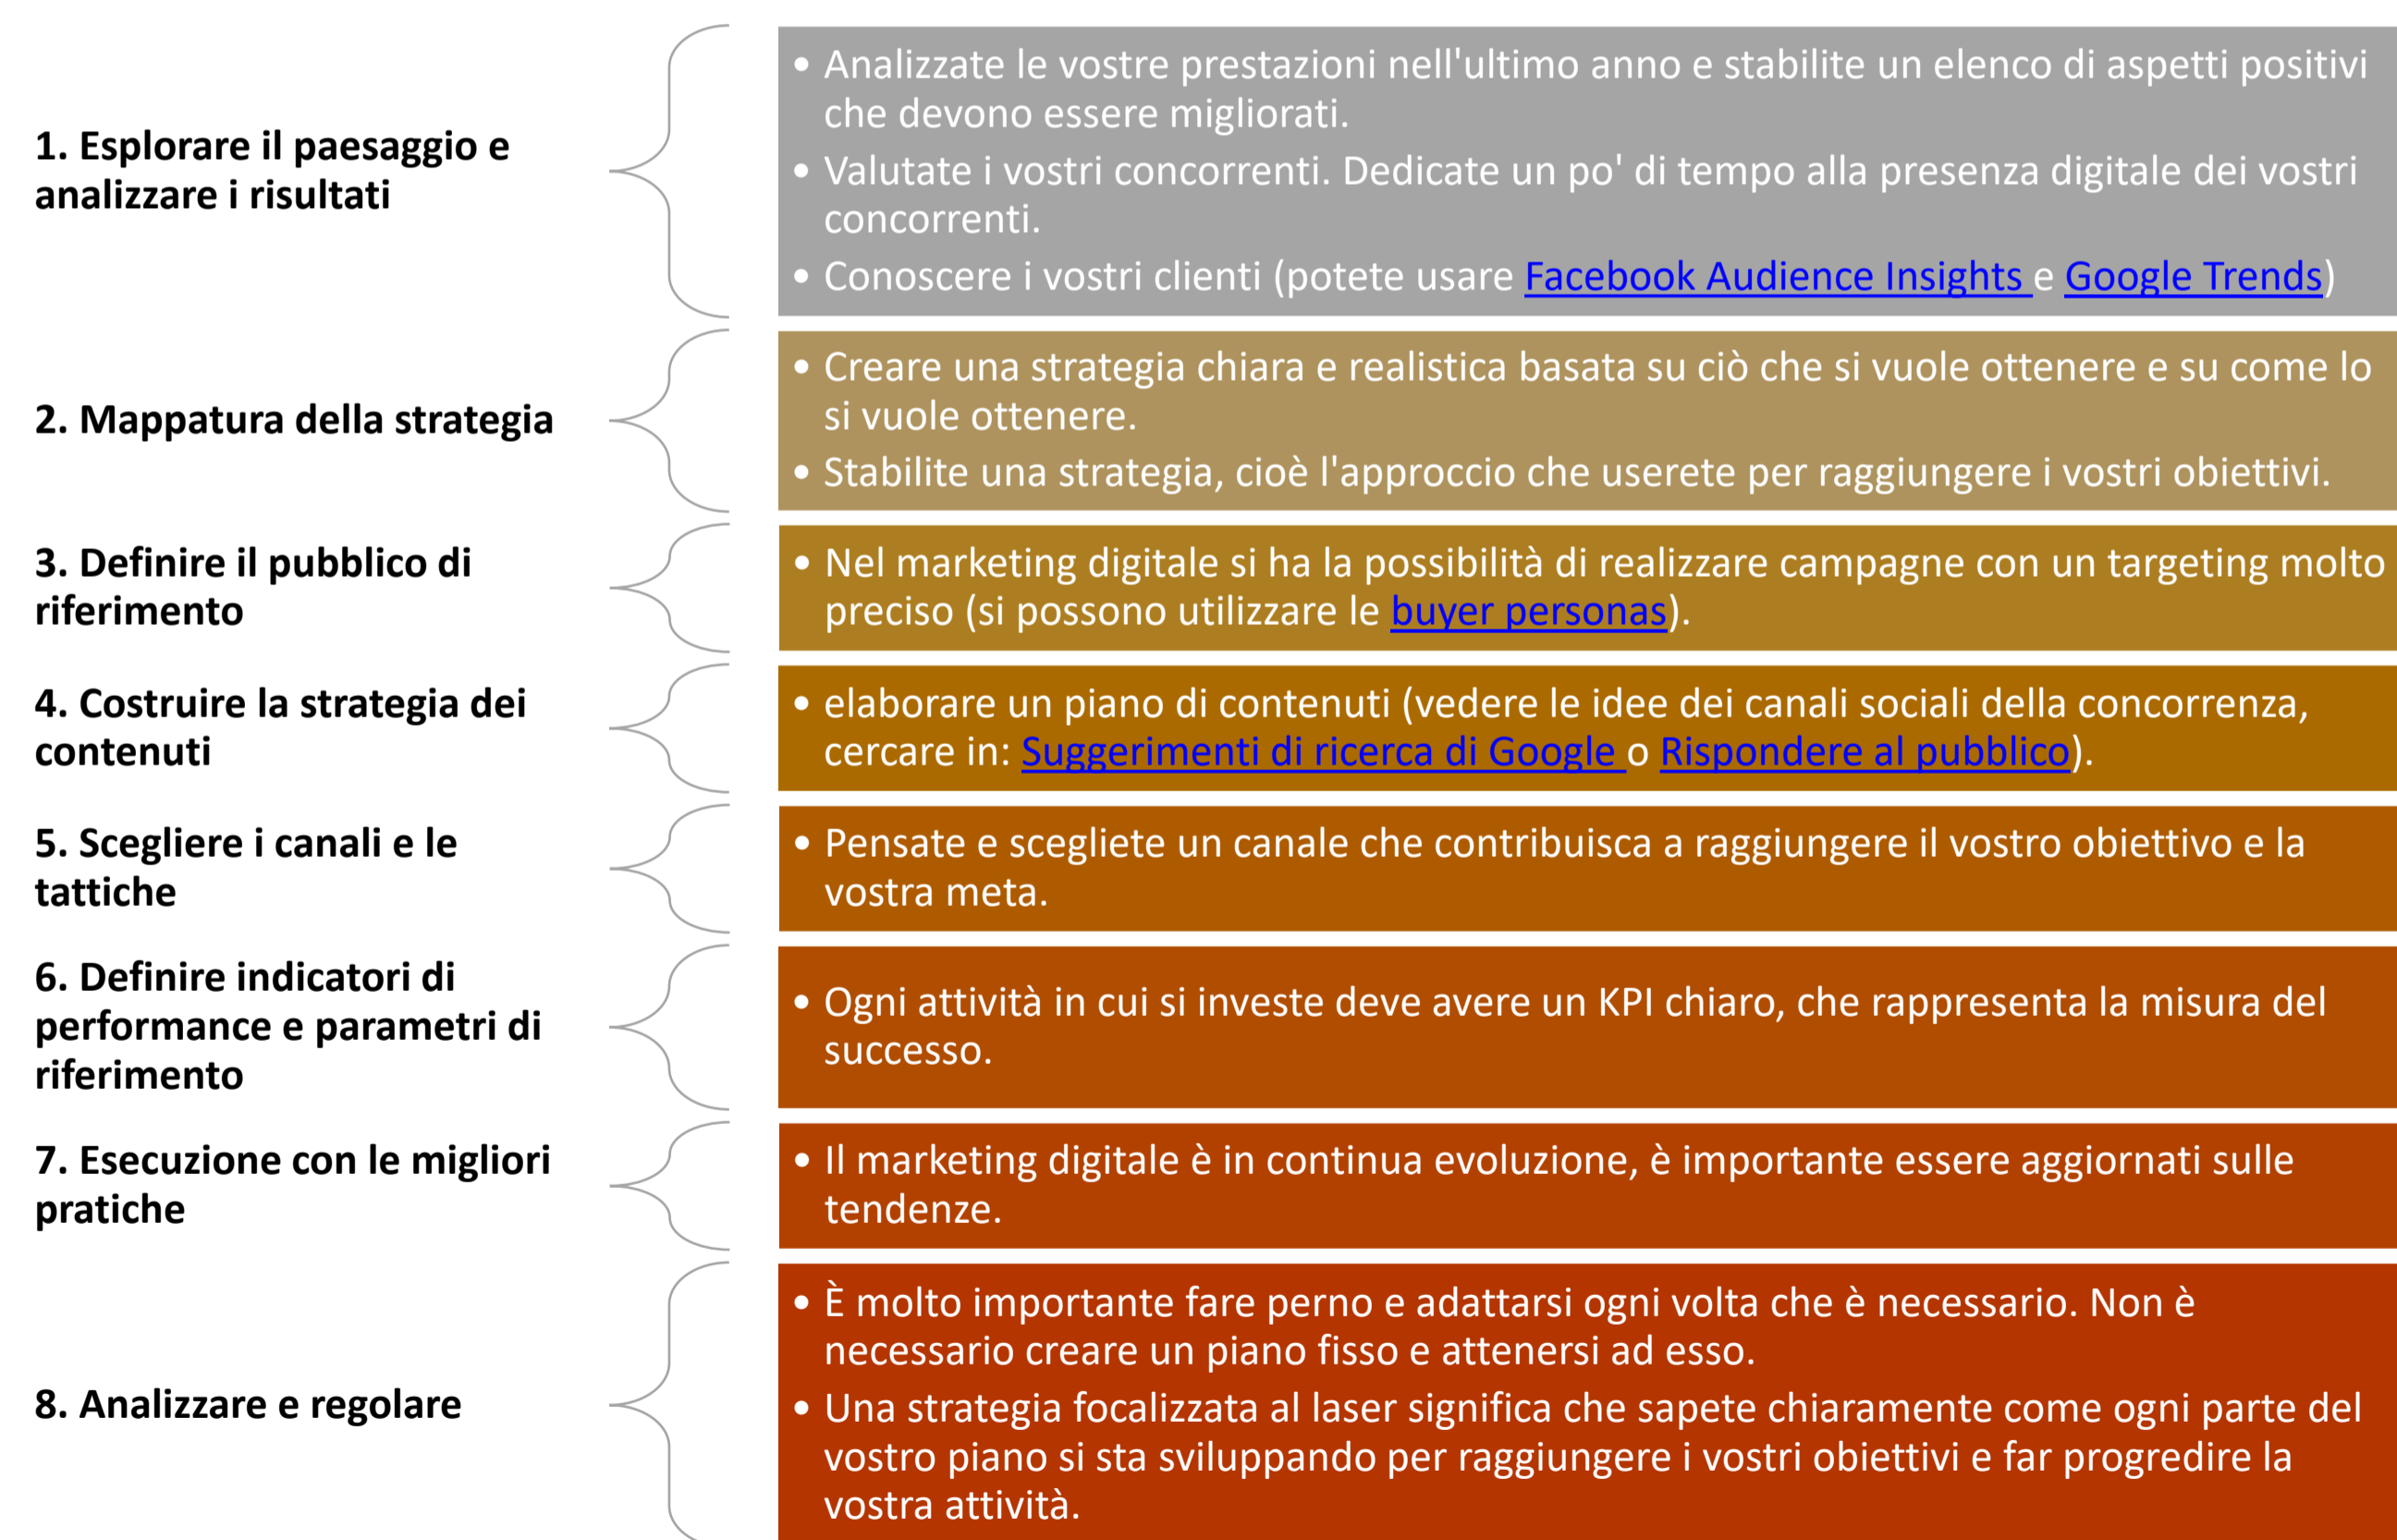 1. Esplorare il paesaggio e
analizzare i risultati
• Analizzate le vostre prestazioni nell'ultimo anno e stabilite un elenco di aspetti positivi
che devono essere migliorati.
• Valutate i vostri concorrenti. Dedicate un po' di tempo alla presenza digitale dei vostri
concorrenti.
• Conoscere i vostri clienti (potete usare Facebook Audience Insights e Google Trends)
2. Mappatura della strategia
• Creare una strategia chiara e realistica basata su ciò che si vuole ottenere e su come lo
si vuole ottenere.
• Stabilite una strategia, cioè l'approccio che userete per raggiungere i vostri obiettivi.
3. Definire il pubblico di
riferimento
• Nel marketing digitale si ha la possibilità di realizzare campagne con un targeting molto
preciso (si possono utilizzare le buyer personas).
4. Costruire la strategia dei
contenuti
• elaborare un piano di contenuti (vedere le idee dei canali sociali della concorrenza,
cercare in: Suggerimenti di ricerca di Google o Rispondere al pubblico).
5. Scegliere i canali e le
tattiche
• Pensate e scegliete un canale che contribuisca a raggiungere il vostro obiettivo e la
vostra meta.
6. Definire indicatori di
performance e parametri di
riferimento
• Ogni attività in cui si investe deve avere un KPI chiaro, che rappresenta la misura del
successo.
7. Esecuzione con le migliori
pratiche
• Il marketing digitale è in continua evoluzione, è importante essere aggiornati sulle
tendenze.
8. Analizzare e regolare
• È molto importante fare perno e adattarsi ogni volta che è necessario. Non è
necessario creare un piano fisso e attenersi ad esso.
• Una strategia focalizzata al laser significa che sapete chiaramente come ogni parte del
vostro piano si sta sviluppando per raggiungere i vostri obiettivi e far progredire la
vostra attività.